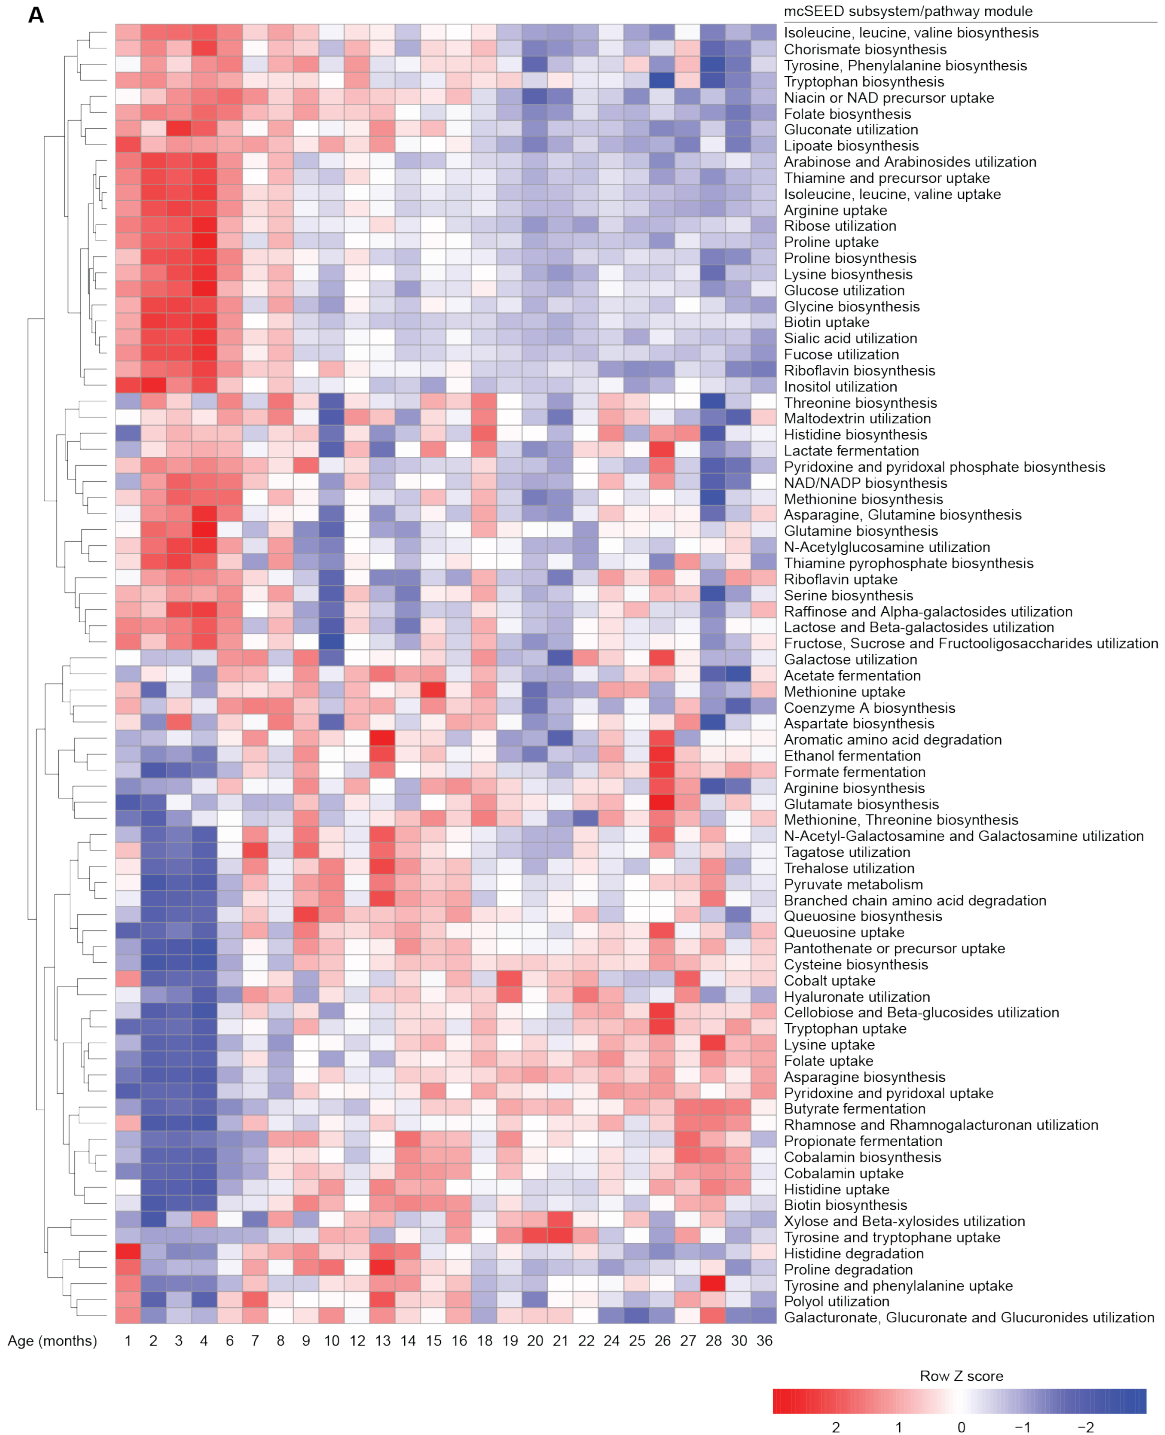 A
mcSEED subsystem/pathway module
Isoleucine, leucine, valine biosynthesis
Chorismate biosynthesis
Tyrosine, Phenylalanine biosynthesis
Tryptophan biosynthesis
Niacin or NAD precursor uptake
Folate biosynthesis
Gluconate utilization
Lipoate biosynthesis
Arabinose and Arabinosides utilization
Thiamine and precursor uptake
Isoleucine, leucine, valine uptake
Arginine uptake
Ribose utilization
Proline uptake
Proline biosynthesis
Lysine biosynthesis
Glucose utilization
Glycine biosynthesis
Biotin uptake
Sialic acid utilization
Fucose utilization
Riboflavin biosynthesis
Inositol utilization
Threonine biosynthesis
Maltodextrin utilization
Histidine biosynthesis
Lactate fermentation
Pyridoxine and pyridoxal phosphate biosynthesis
NAD/NADP biosynthesis
Methionine biosynthesis
Asparagine, Glutamine biosynthesis
Glutamine biosynthesis
N-Acetylglucosamine utilization
Thiamine pyrophosphate biosynthesis
Riboflavin uptake
Serine biosynthesis
Raffinose and Alpha-galactosides utilization
Lactose and Beta-galactosides utilization
Fructose, Sucrose and Fructooligosaccharides utilization
Galactose utilization
Acetate fermentation
Methionine uptake
Coenzyme A biosynthesis
Aspartate biosynthesis
Aromatic amino acid degradation
Ethanol fermentation
Formate fermentation
Arginine biosynthesis
Glutamate biosynthesis
Methionine, Threonine biosynthesis
N-Acetyl-Galactosamine and Galactosamine utilization
Tagatose utilization
Trehalose utilization
Pyruvate metabolism
Branched chain amino acid degradation
Queuosine biosynthesis
Queuosine uptake
Pantothenate or precursor uptake
Cysteine biosynthesis
Cobalt uptake
Hyaluronate utilization
Cellobiose and Beta-glucosides utilization
Tryptophan uptake
Lysine uptake
Folate uptake
Asparagine biosynthesis
Pyridoxine and pyridoxal uptake
Butyrate fermentation
Rhamnose and Rhamnogalacturonan utilization
Propionate fermentation
Cobalamin biosynthesis
Cobalamin uptake
Histidine uptake
Biotin biosynthesis
Xylose and Beta-xylosides utilization
Tyrosine and tryptophane uptake
Histidine degradation
Proline degradation
Tyrosine and phenylalanine uptake
Polyol utilization
Galacturonate, Glucuronate and Glucuronides utilization
Age (months) 1 2 3 4 6 7 8 9 10 12 13 14 15 16 18 19 20 21 22 24 25 26 27 28 30 36
Row Z score
2 1 0 −1 −2